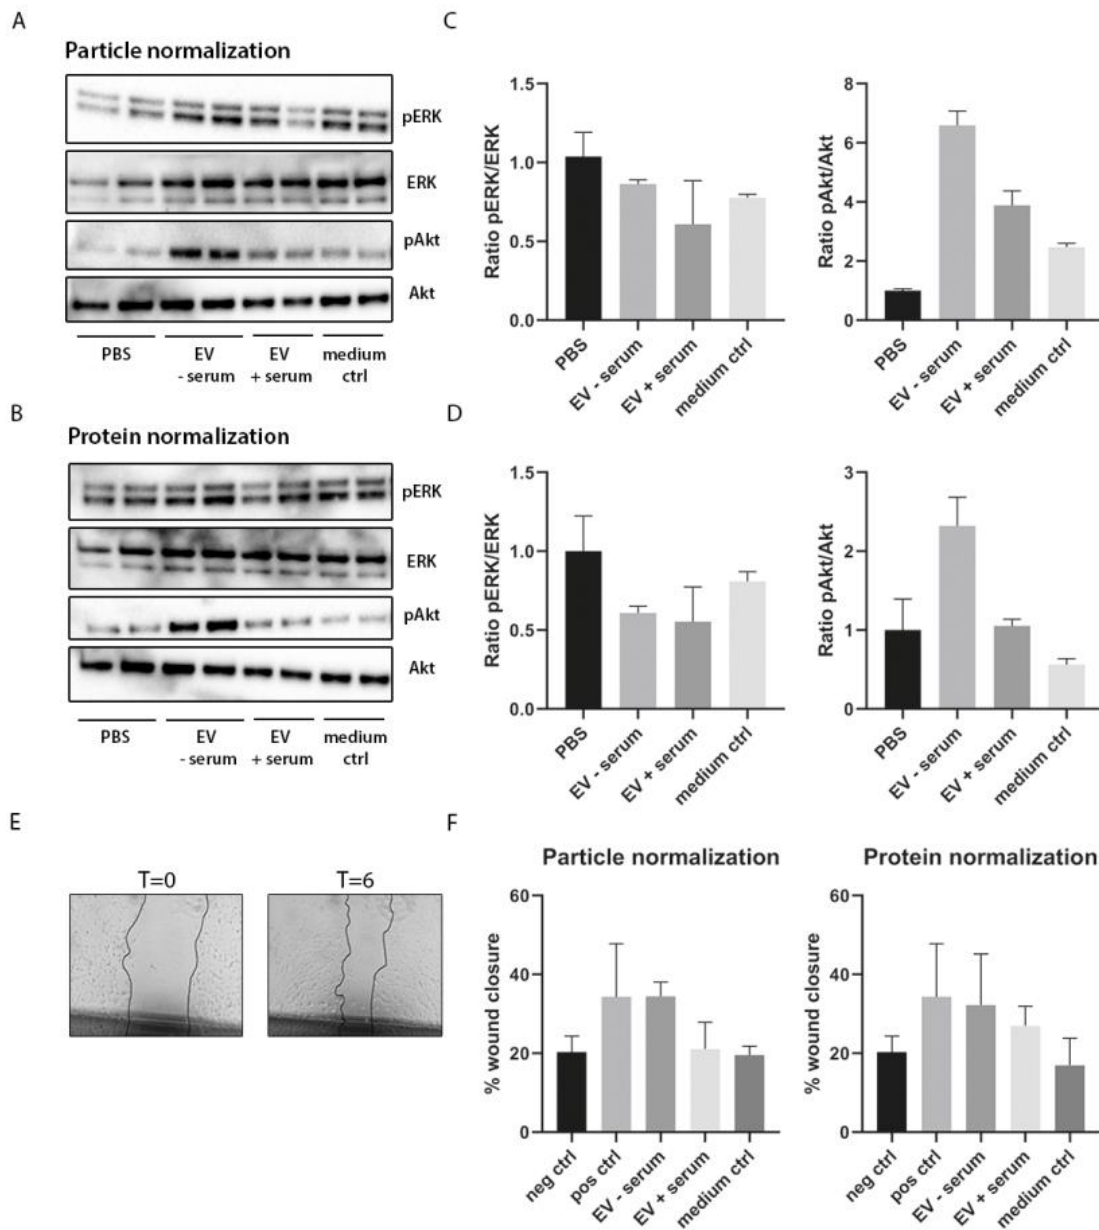 A
Particle normalization
pERK
ERK
pAkt
Akt
PBS
EV
- serum
EV
+ serum
medium
ctrl
B
Protein normalization
pERK
ERK
pAkt
Akt
PBS
EV
- serum
EV
+ serum
medium
ctrl
C
Ratio pERK/ERK
1.5
1.0
0.5
0.0
PBS
EV - serum
EV + serum
medium ctrl
Ratio pAkt/Akt
8
6
4
2
0
PBS
EV - serum
EV + serum
medium ctrl
D
Ratio pERK/ERK
1.5
1.0
0.5
0.0
PBS
EV - serum
EV + serum
medium ctrl
Ratio pAkt/Akt
3
2
1
0
PBS
EV - serum
EV + serum
medium ctrl
E
T=0
T=6
F
Particle normalization
% wound closure
60
40
20
0
neg ctrl
pos ctrl
EV - serum
EV + serum
medium ctrl
Protein normalization
% wound closure
60
40
20
0
neg ctrl
pos ctrl
EV - serum
EV + serum
medium ctrl